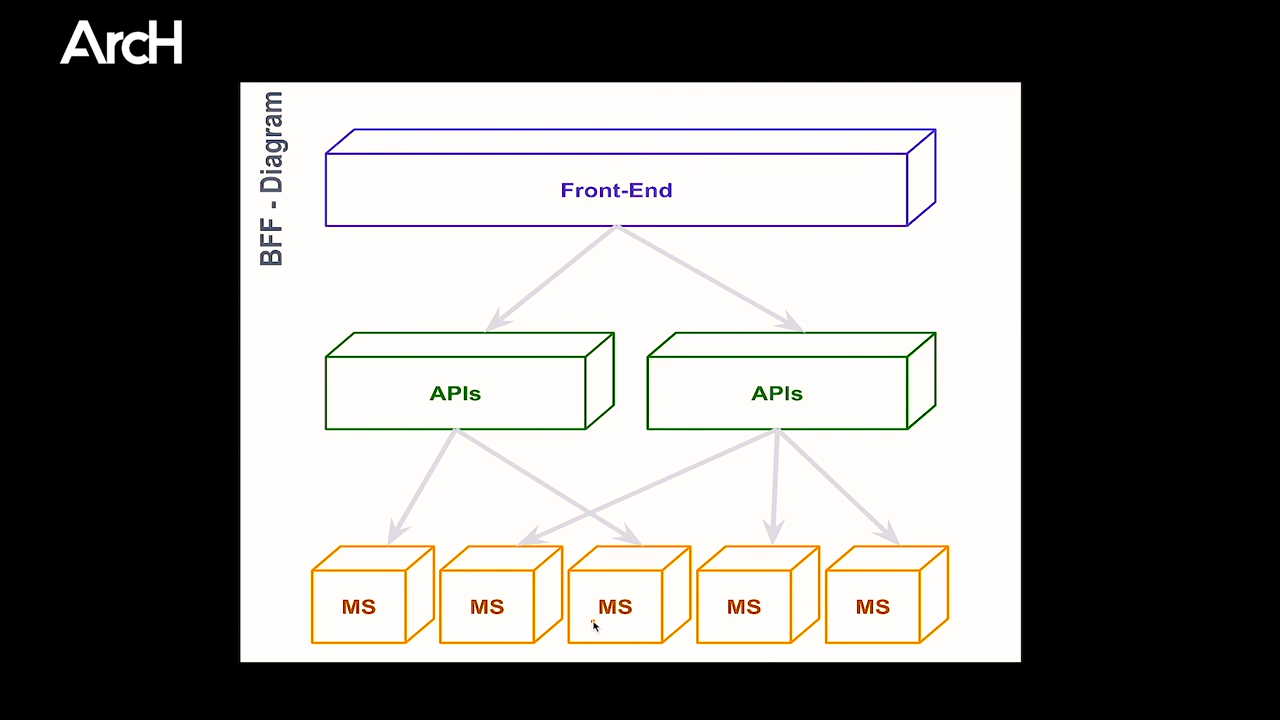 ArcH
BFF - Diagram
Front-End
APIs
APIs
MS
MS
MS
MS
MS